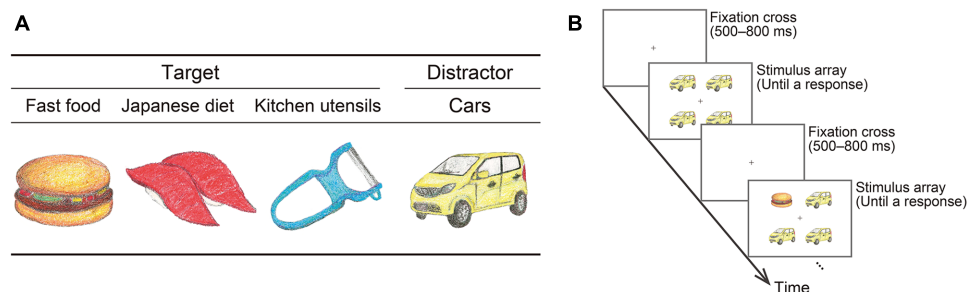 A
Target
Distractor
Fast food
Japanese diet
Kitchen utensils
Cars
B
Fixation cross
(500–800 ms)
Stimulus array
(Until a response)
Fixation cross
(500–800 ms)
Stimulus array
(Until a response)
Time